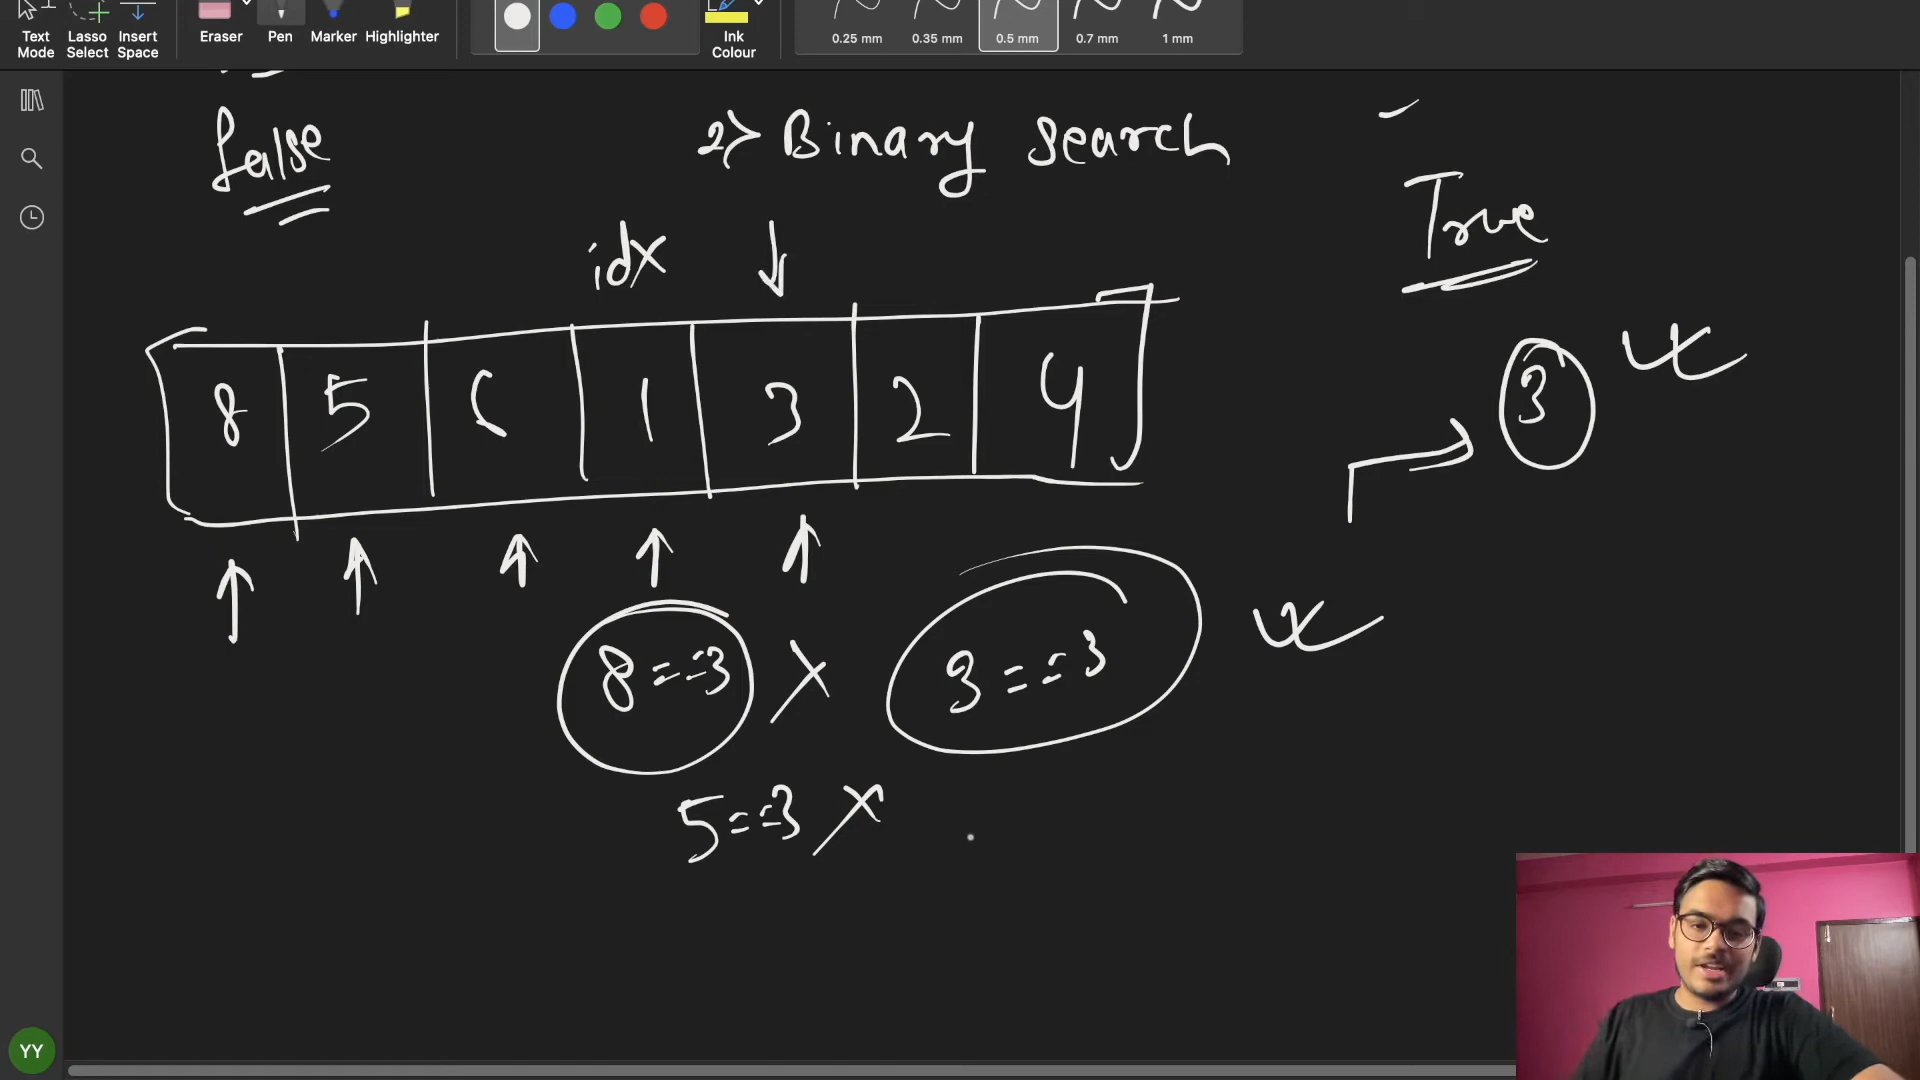 Text Mode
Lasso Select
Insert Space
Eraser
Pen
Marker
Highlighter
Ink Colour
0.25 mm
0.35 mm
0.5 mm
0.7 mm
1 mm
false
2> Binary Search
True
idx
8 5 6 1 3 2 4
3
8==3 X
3==3
5==3 X
YY